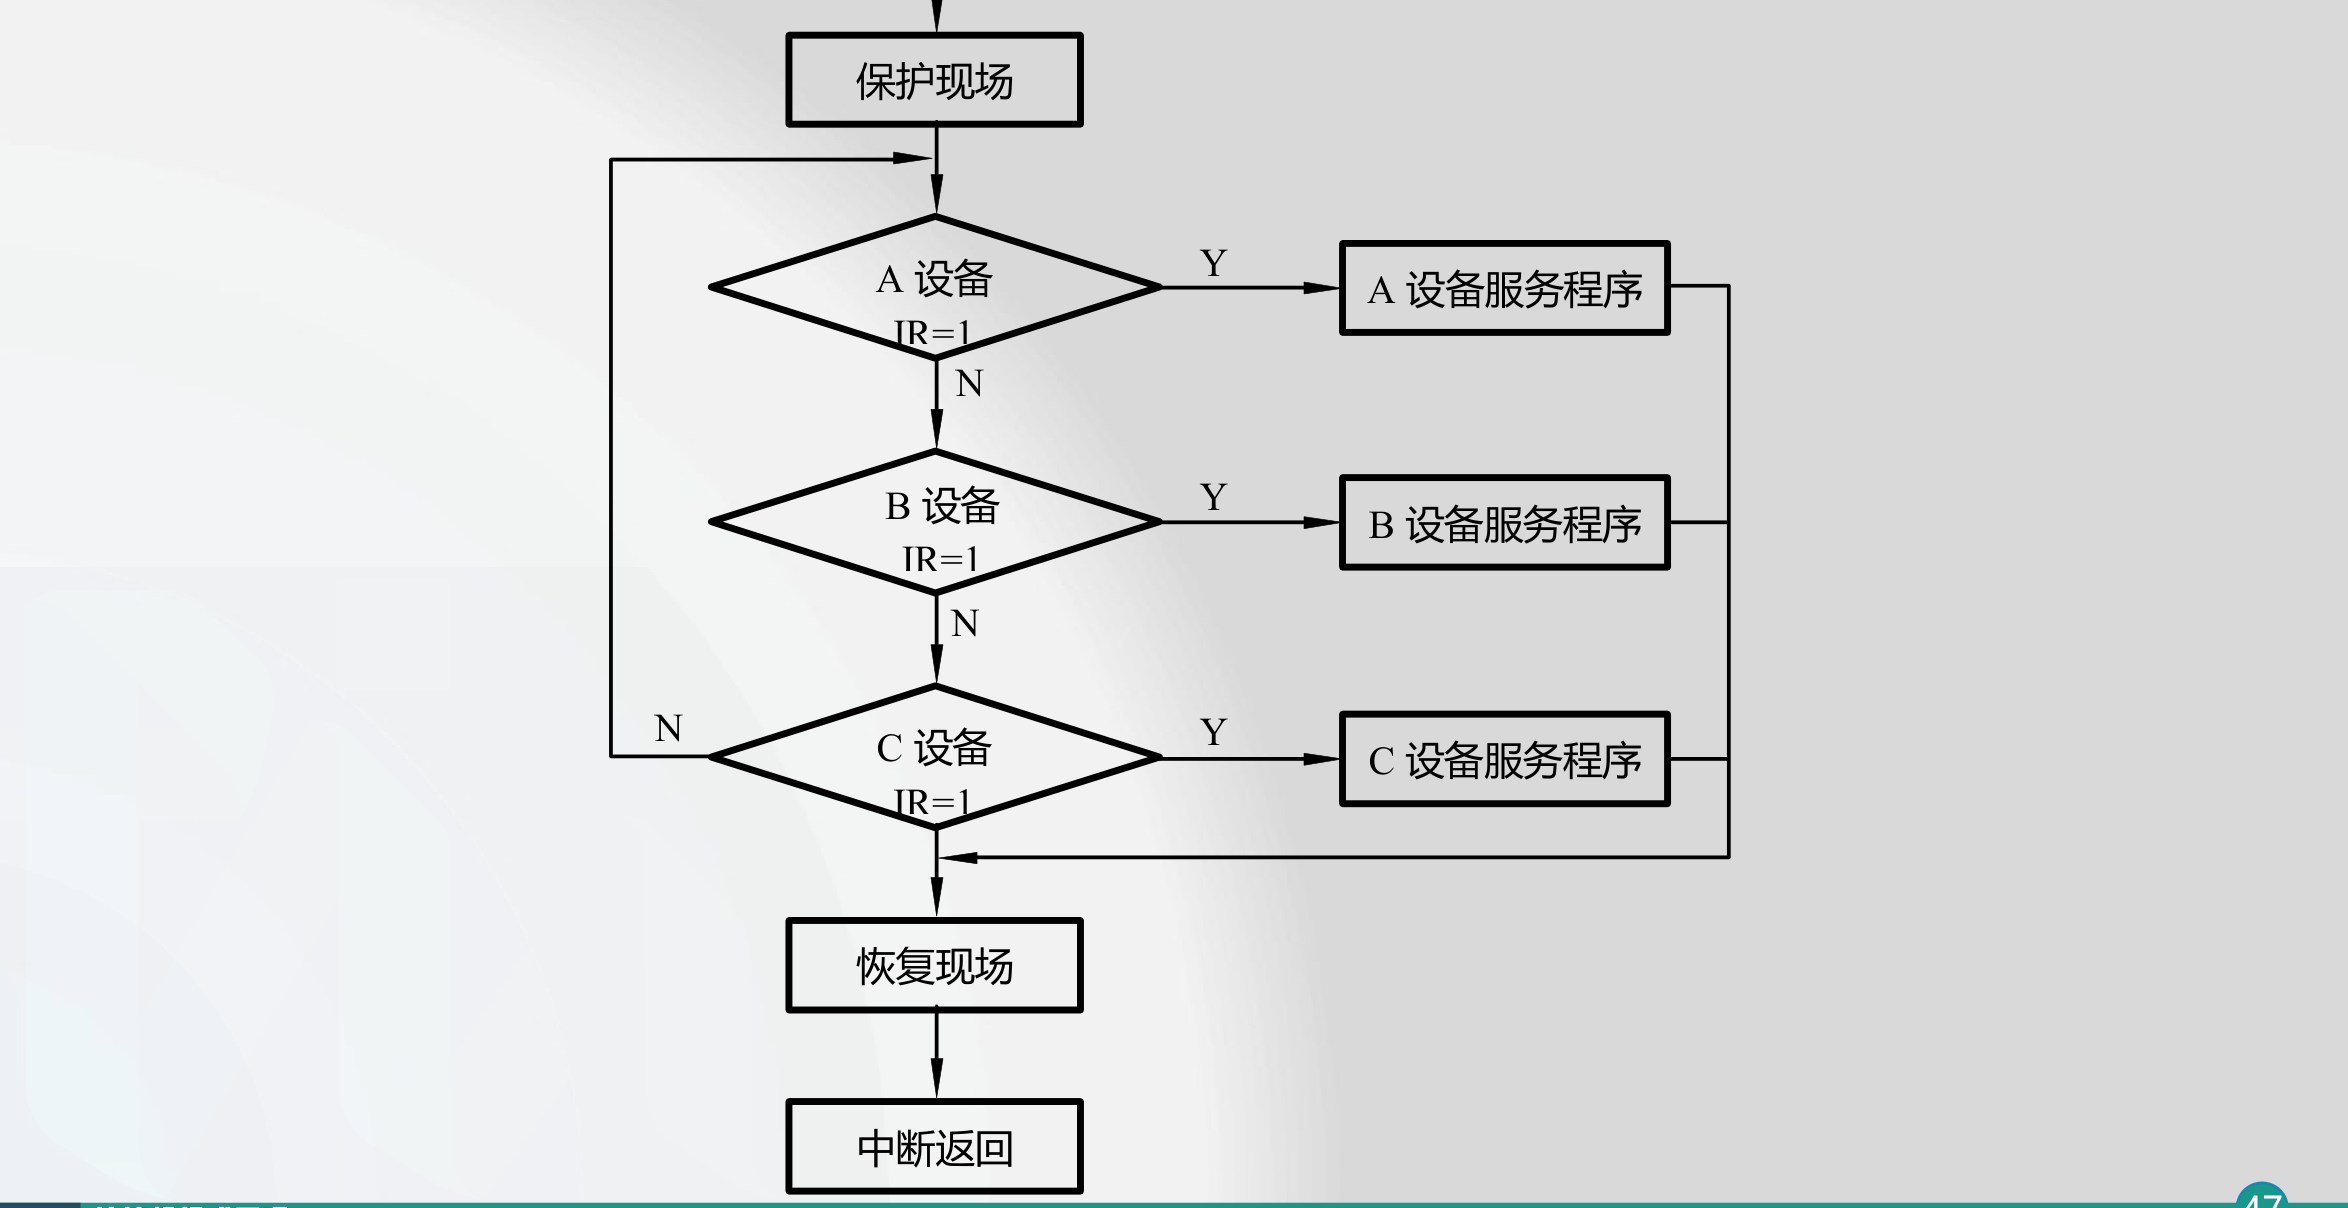 保护现场
A 设备
IR=1
Y
A 设备服务程序
N
B 设备
IR=1
Y
B 设备服务程序
N
C 设备
IR=1
N
Y
C 设备服务程序
恢复现场
中断返回
47